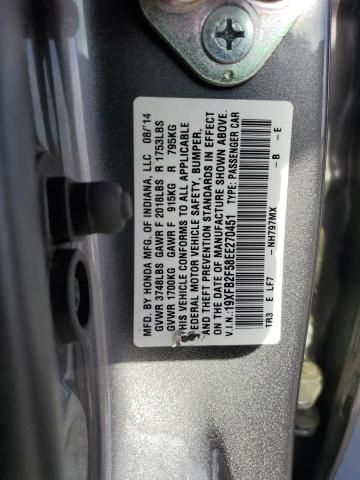 MFD. BY HONDA MFG. OF INDIANA, LLC 08/14
GVWR 3748LBS GAWR F 2018LBS R 1753LBS
GVWR 1700KG GAWR F 915KG R 795KG
THIS VEHICLE CONFORMS TO ALL APPLICABLE
FEDERAL MOTOR VEHICLE SAFETY, BUMPER,
AND THEFT PREVENTION STANDARDS IN EFFECT
ON THE DATE OF MANUFACTURE SHOWN ABOVE.
V.I.N.:19XFB2F58EE270451 TYPE: PASSENGER CAR
TR3 E LF7 –NH797MX –B –E